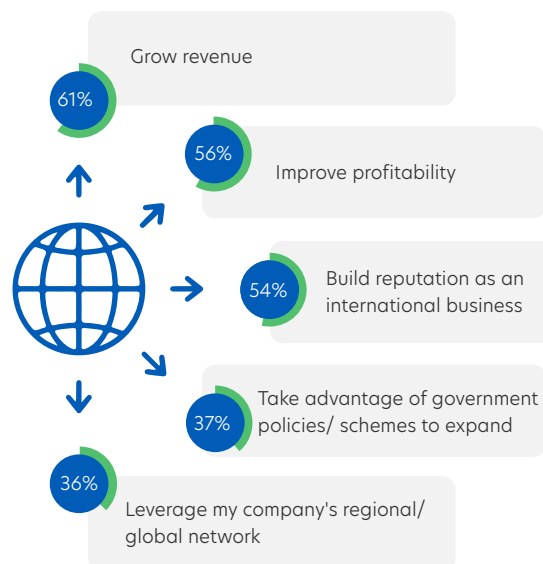 Grow revenue
61%
56%
Improve profitability
54%
Build reputation as an
international business
37%
Take advantage of government
policies/ schemes to expand
36%
Leverage my company's regional/
global network